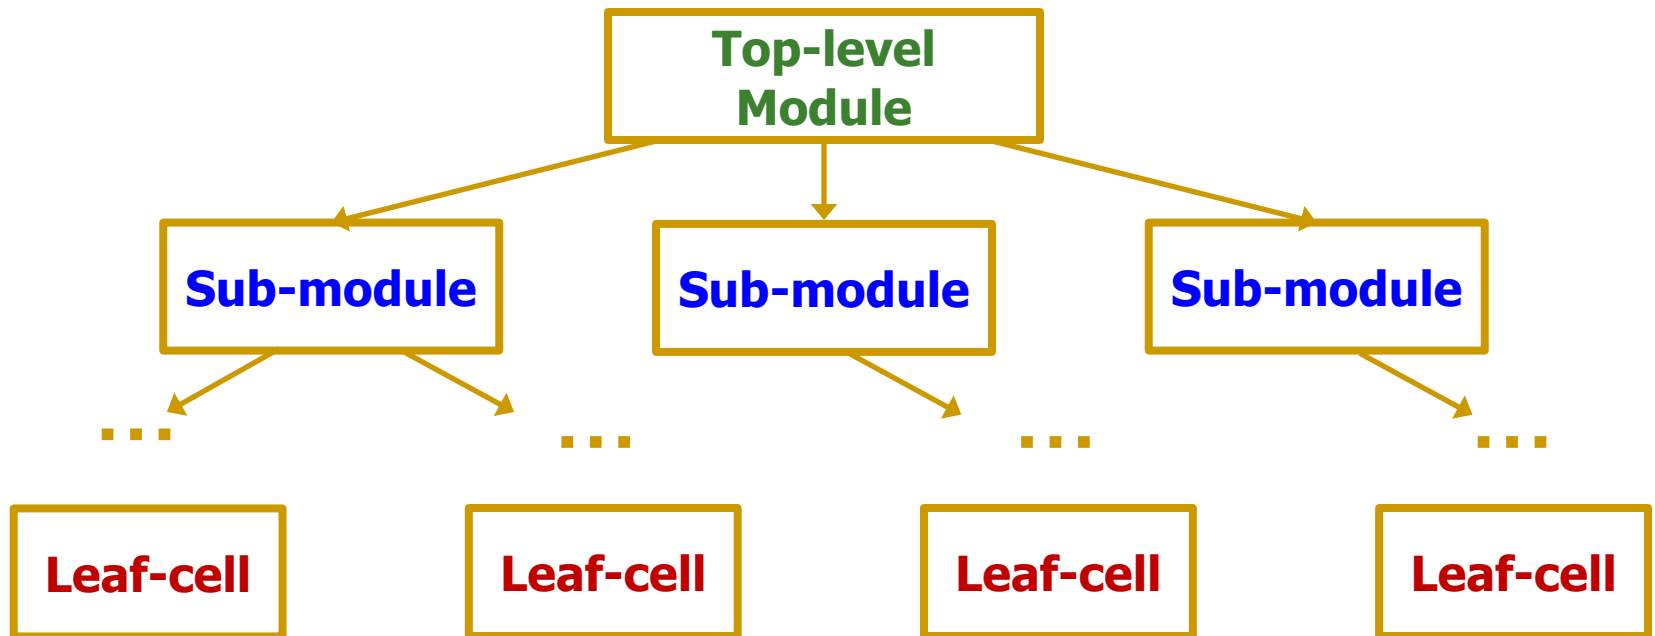 Top-level
Module
Sub-module
Sub-module
Sub-module
...
...
...
...
Leaf-cell
Leaf-cell
Leaf-cell
Leaf-cell